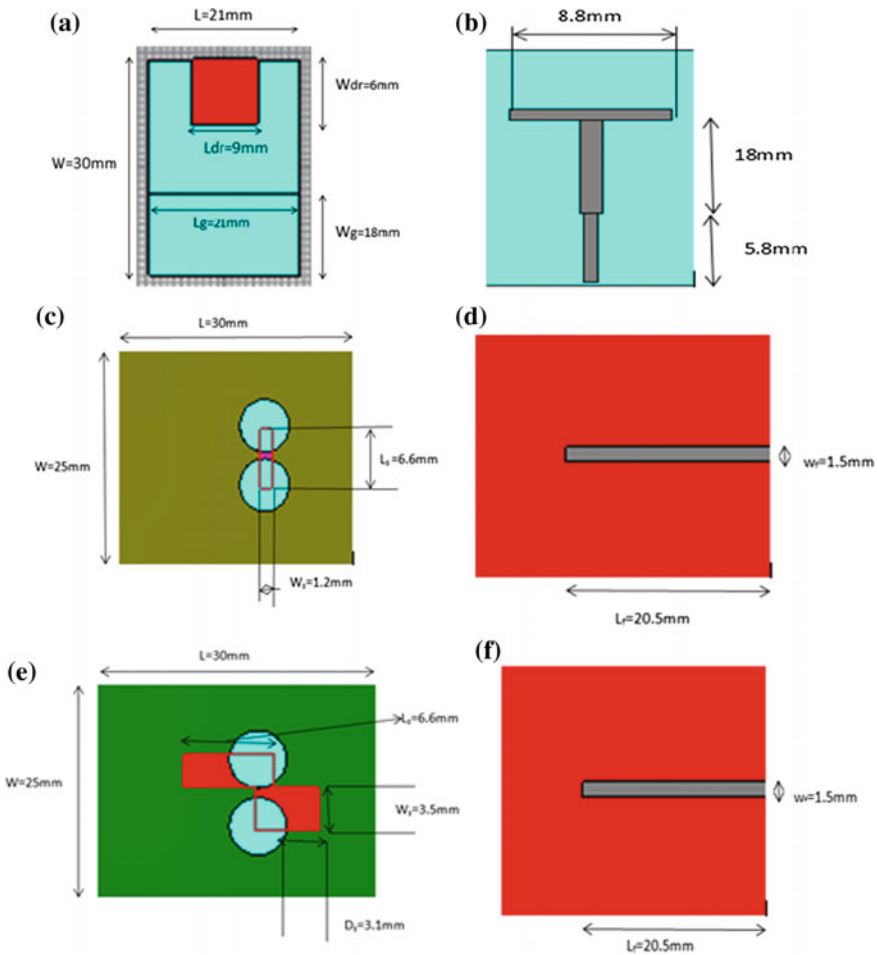 (a)
L=21mm
Wdr=6mm
Ldr=9mm
W=30mm
Lg=21mm
Wg=18mm
(b)
8.8mm
18mm
5.8mm
(c)
L=30mm
W=25mm
Ls=6.6mm
Ws=1.2mm
(d)
wf=1.5mm
Lf=20.5mm
(e)
L=30mm
Ls=6.6mm
W=25mm
Ws=3.5mm
Ds=3.1mm
(f)
wf=1.5mm
Lf=20.5mm